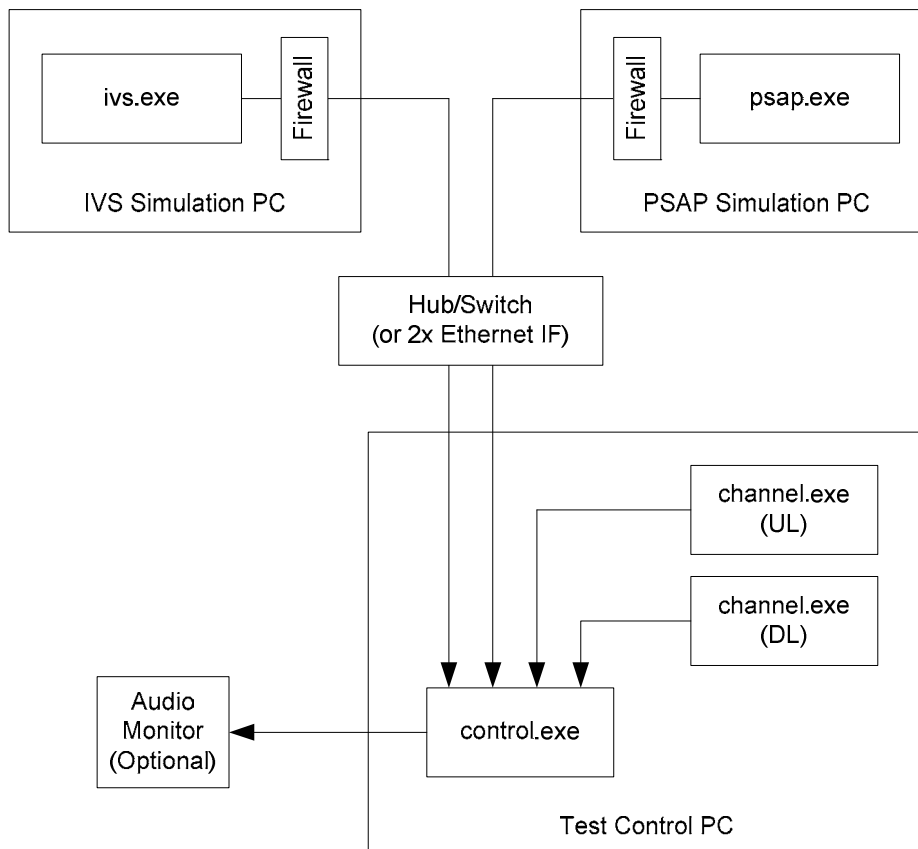 ivs.exe
Firewall
IVS Simulation PC
Firewall
psap.exe
PSAP Simulation PC
Hub/Switch
(or 2x Ethernet IF)
channel.exe
(UL)
channel.exe
(DL)
Audio
Monitor
(Optional)
control.exe
Test Control PC